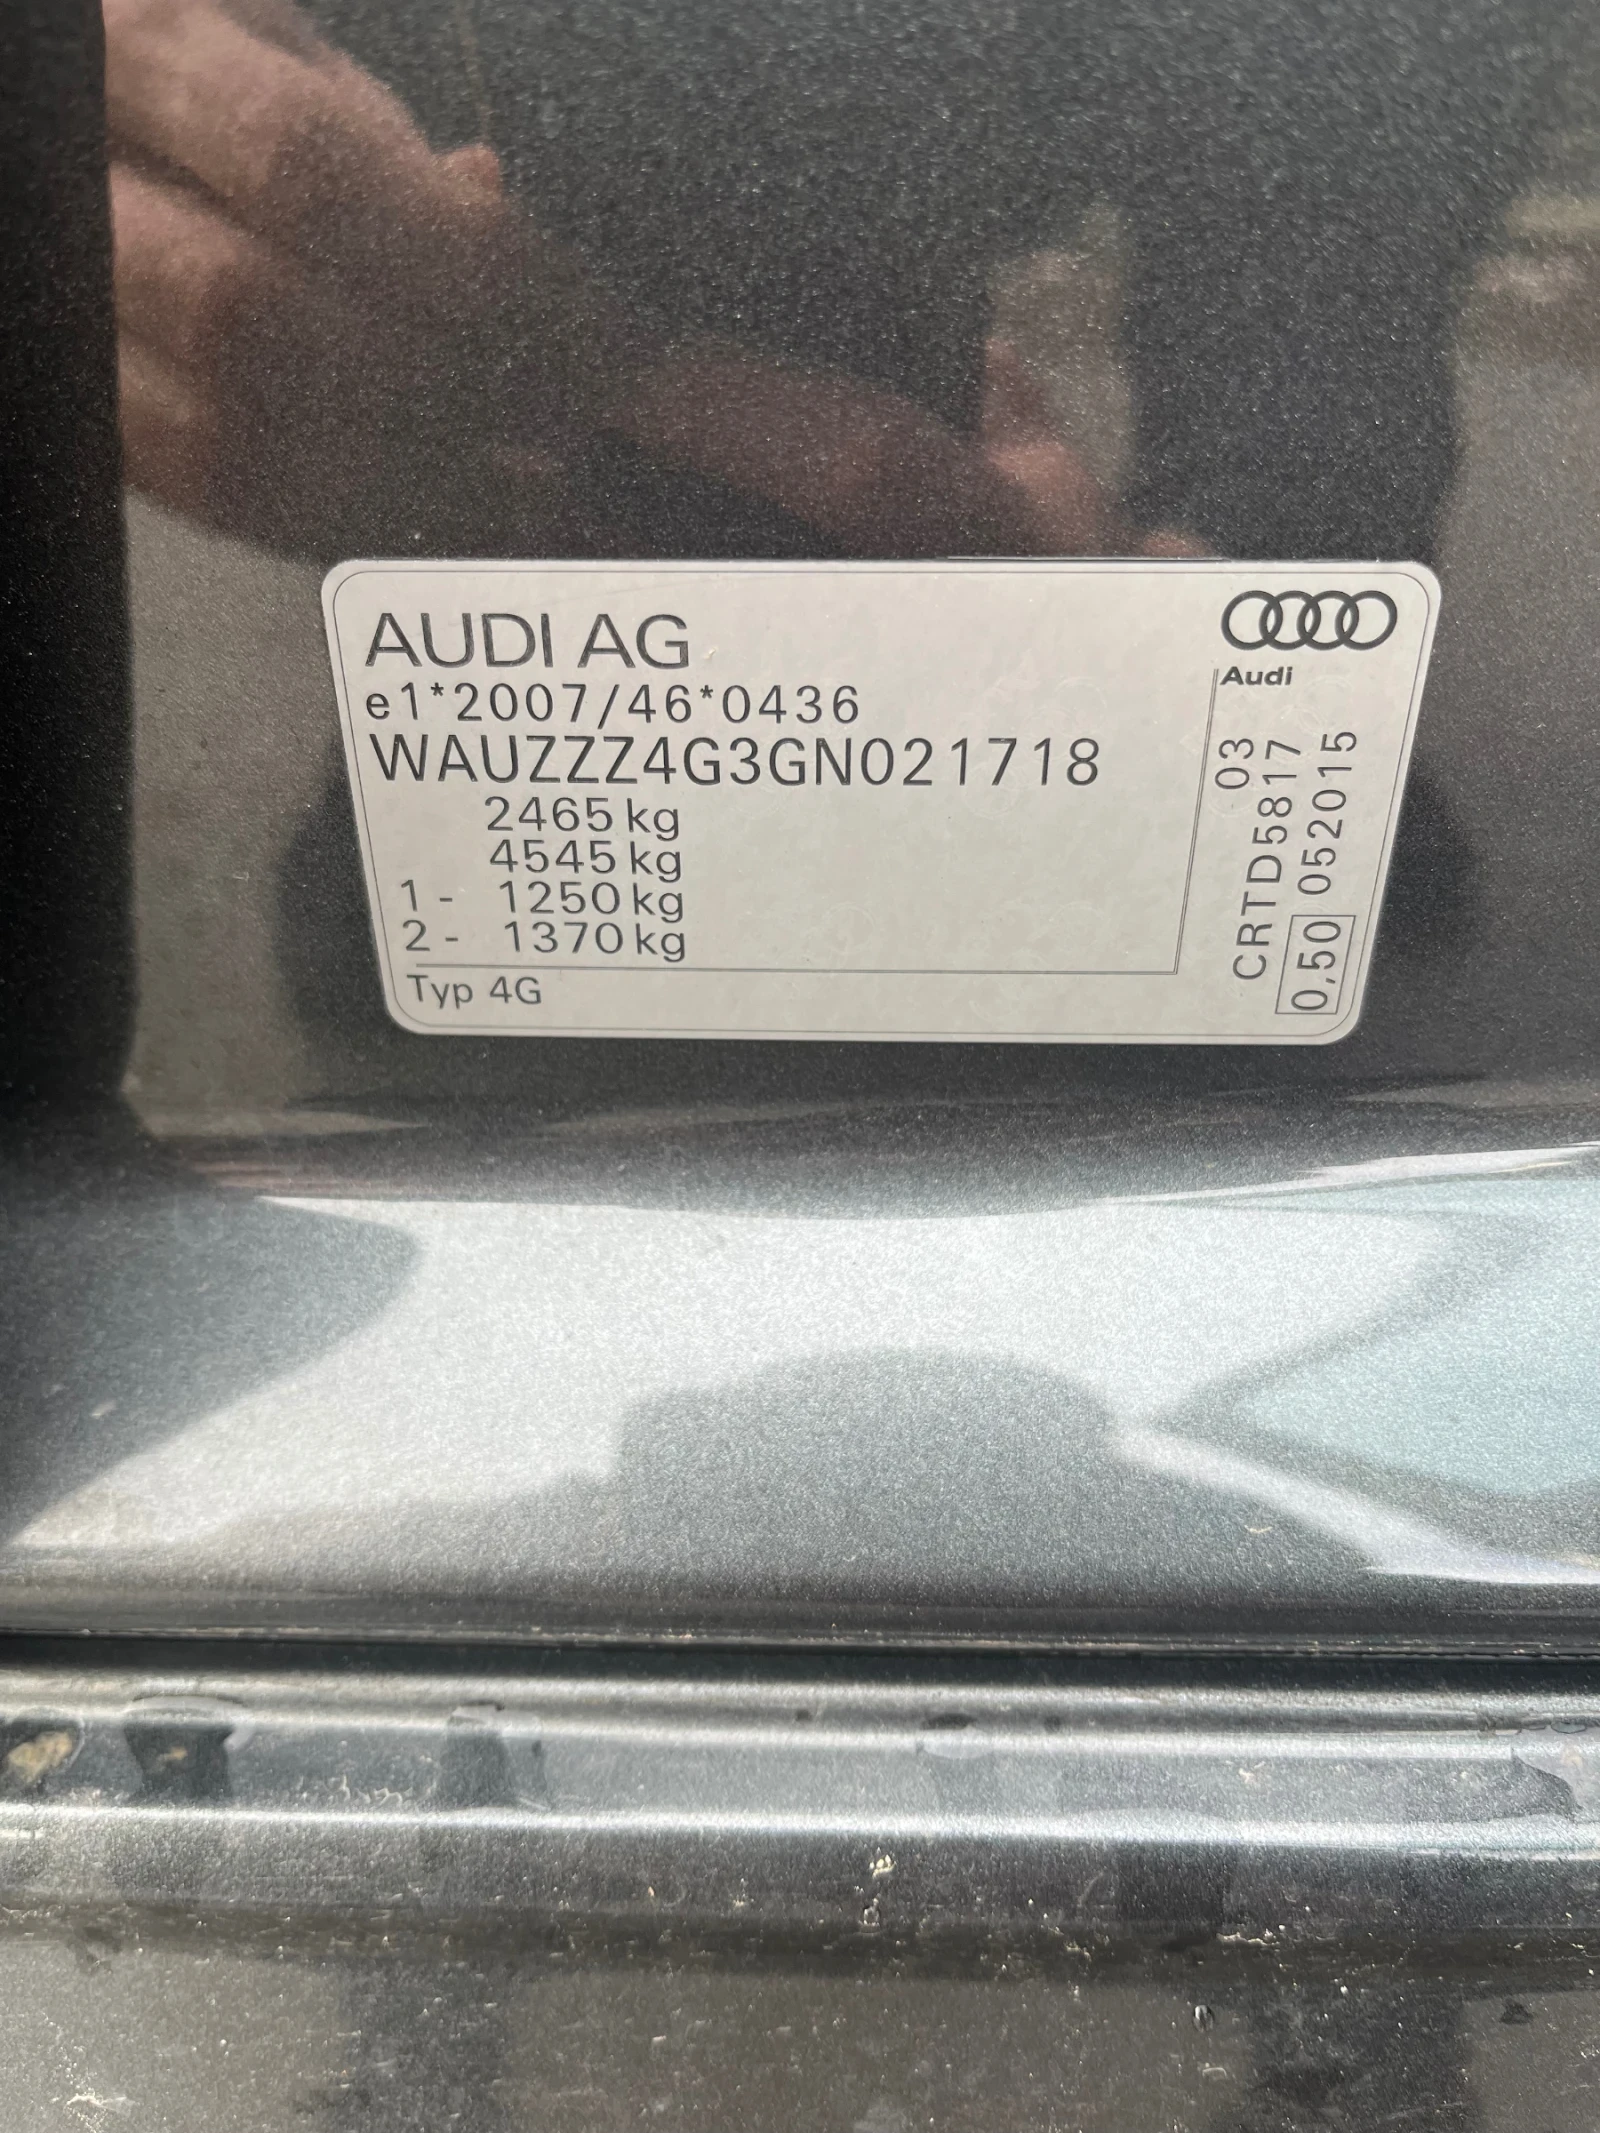 AUDI AG
e1*2007/46*0436
WAUZZZ4G3GN021718
2465 kg
4545 kg
1 - 1250 kg
2 - 1370 kg
Typ 4G
Audi
03
CRTD5817
0,50 052015